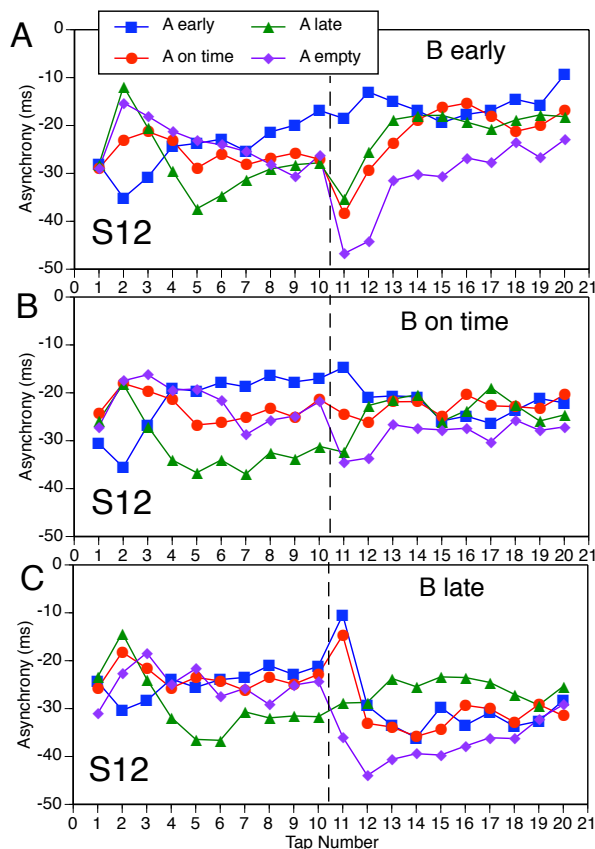 A
A early
A late
A on time
A empty
B early
Asynchrony (ms)
0
-10
-20
-30
-40
-50
S12
0 1 2 3 4 5 6 7 8 9 10 11 12 13 14 15 16 17 18 19 20 21
B
B on time
Asynchrony (ms)
0
-10
-20
-30
-40
-50
S12
0 1 2 3 4 5 6 7 8 9 10 11 12 13 14 15 16 17 18 19 20 21
C
B late
Asynchrony (ms)
0
-10
-20
-30
-40
-50
S12
0 1 2 3 4 5 6 7 8 9 10 11 12 13 14 15 16 17 18 19 20 21
Tap Number